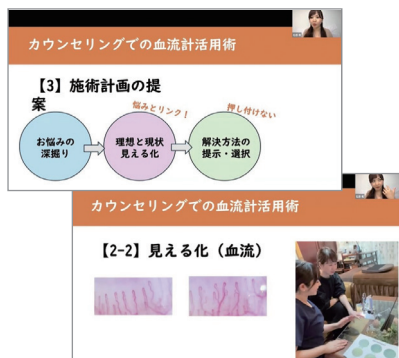 カウンセリングでの血流計活用術
【3】施術計画の提
案
悩みとリンク!
押し付けない
お悩みの
深掘り
理想と現状
見える化
解決方法の
提示・選択
カウンセリングでの血流計活用術
【2-2】見える化(血流)